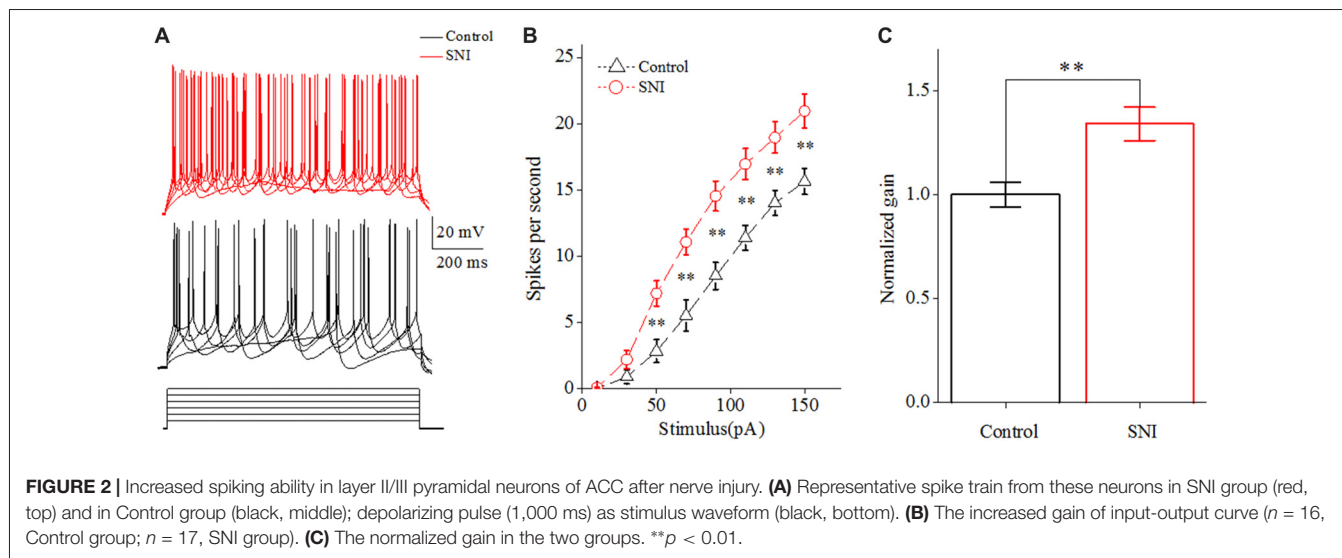 A
Control
SNI
20 mV
200 ms
B
Control
SNI
25
20
15
10
5
0
Spikes per second
**
**
**
**
**
**
50
100
150
Stimulus(pA)
C
**
1.5
1.0
0.5
0.0
Normalized gain
Control
SNI
FIGURE 2 | Increased spiking ability in layer II/III pyramidal neurons of ACC after nerve injury. (A) Representative spike train from these neurons in SNI group (red,
top) and in Control group (black, middle); depolarizing pulse (1,000 ms) as stimulus waveform (black, bottom). (B) The increased gain of input-output curve (n = 16,
Control group; n = 17, SNI group). (C) The normalized gain in the two groups. **p < 0.01.